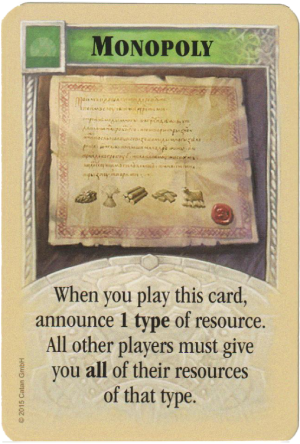 MONOPOLY
When you play this card,
announce 1 type of resource.
All other players must give
you all of their resources
of that type.
© 2015 Catan GmbH